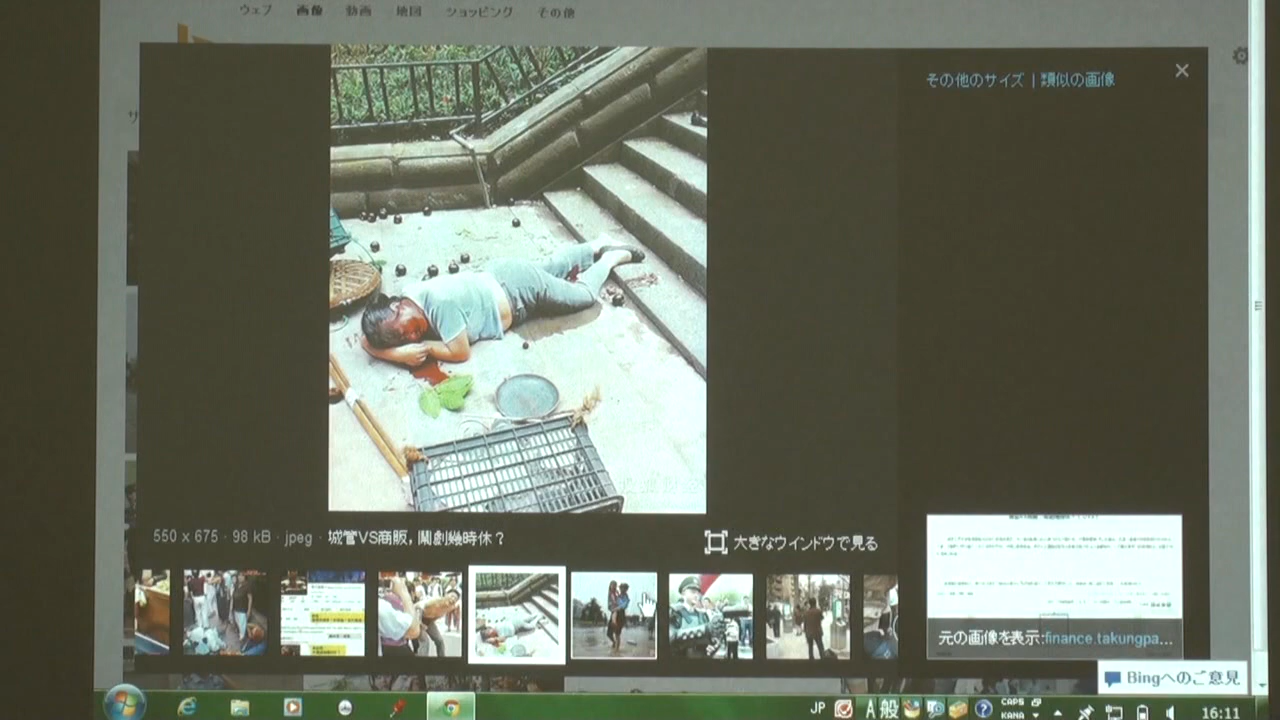 ウェブ 画像 動画 地図 ショッピング その他
その他のサイズ | 類似の画像
サ
550 x 675 · 98 kB · jpeg · 城管VS商販，鬧劇幾時休？
大きなウインドウで見る
元の画像を表示:finance.takungpa...
Bingへのご意見
JP A 般 CAPS KANA 16:11